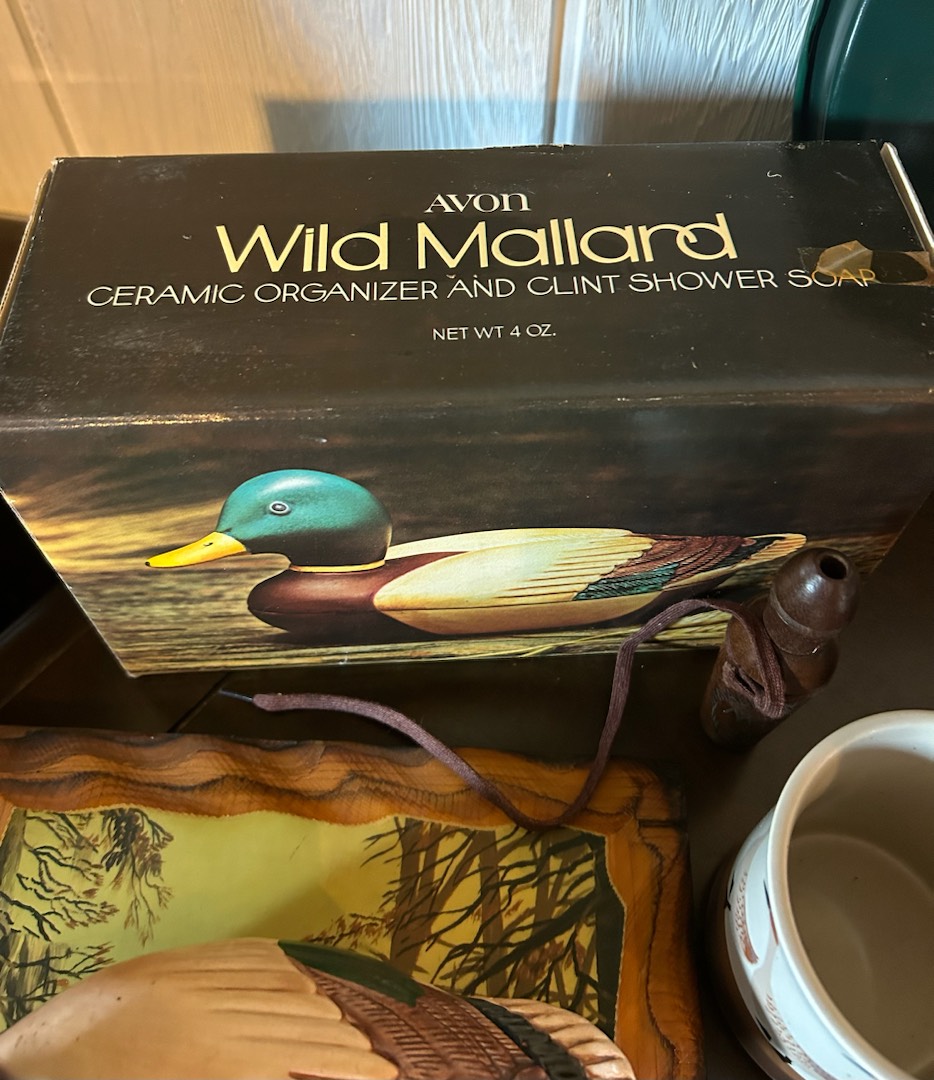 AVON
Wild Mallard
CERAMIC ORGANIZER AND CLINT SHOWER SOAP
NET WT 4 OZ.